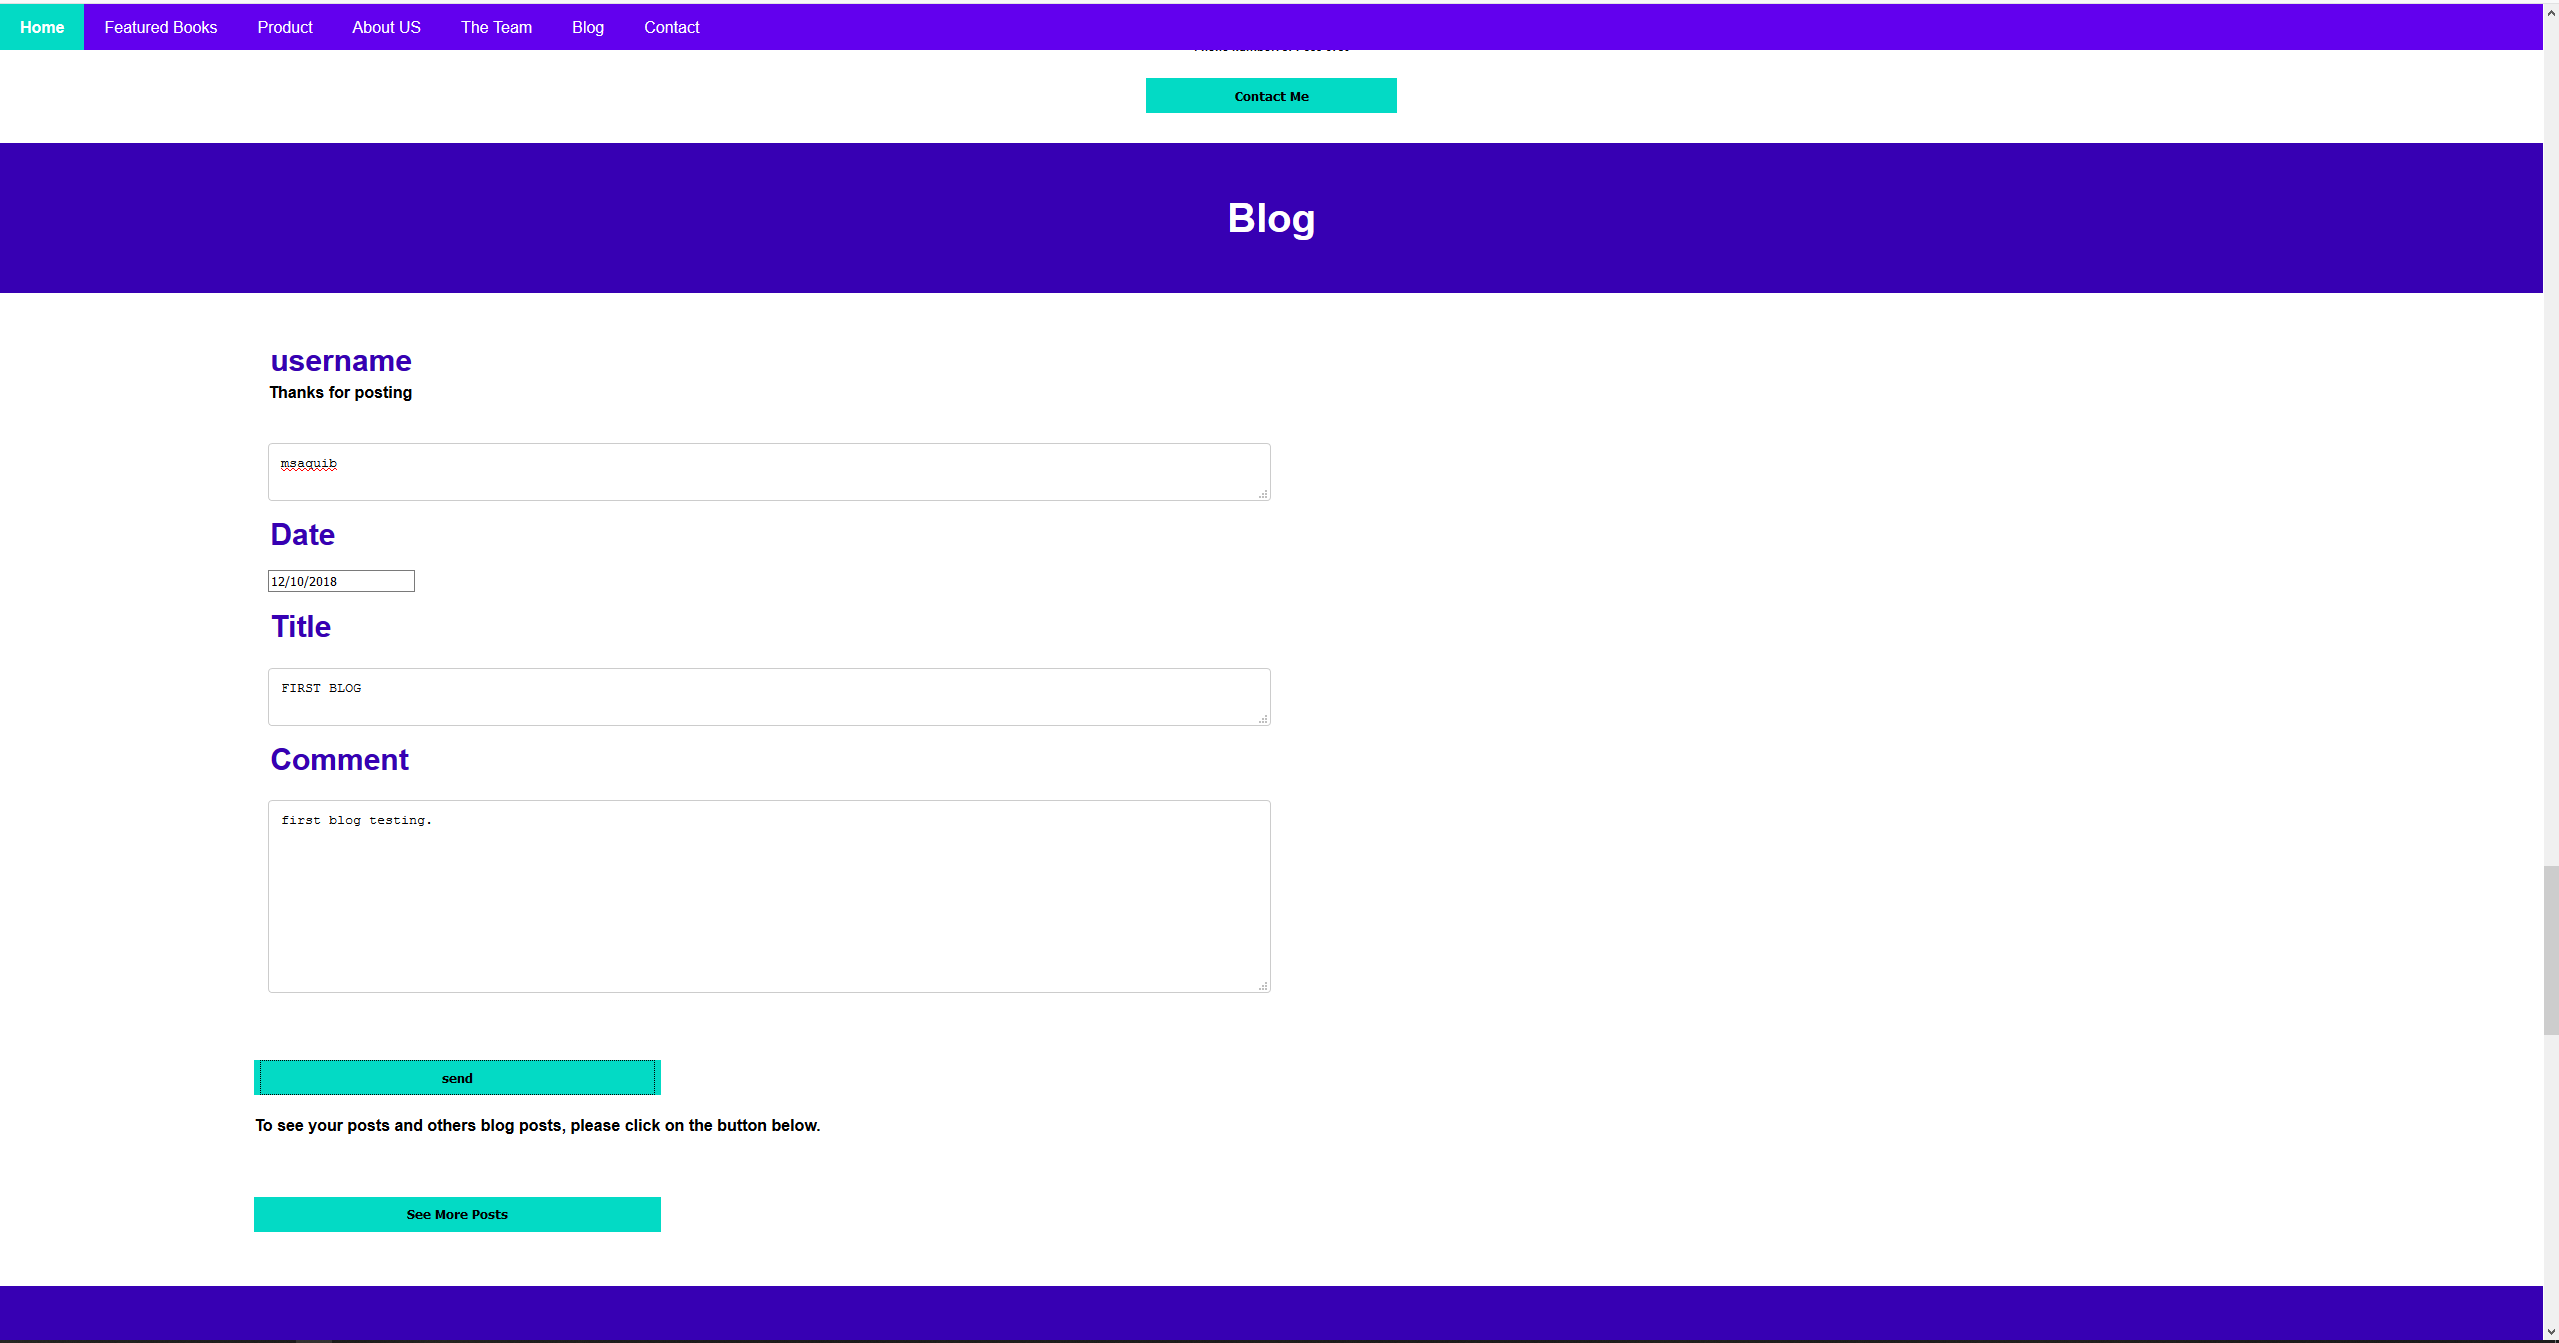 Home Featured Books Product About US The Team Blog Contact
Contact Me
Blog
username
Thanks for posting
msaquib
Date
12/10/2018
Title
FIRST BLOG
Comment
first blog testing.
send
To see your posts and others blog posts, please click on the button below.
See More Posts